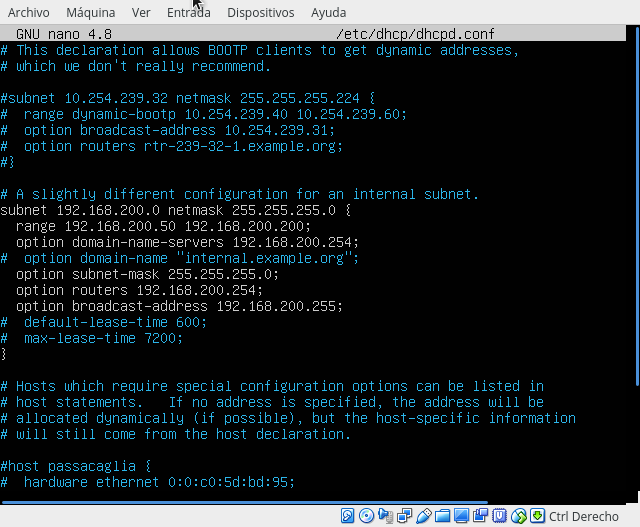 Archivo Máquina Ver Entrada Dispositivos Ayuda
GNU nano 4.8 /etc/dhcp/dhcpd.conf
# This declaration allows BOOTP clients to get dynamic addresses,
# which we don't really recommend.
#subnet 10.254.239.32 netmask 255.255.255.224 {
#  range dynamic-bootp 10.254.239.40 10.254.239.60;
#  option broadcast-address 10.254.239.31;
#  option routers rtr-239-32-1.example.org;
#}
# A slightly different configuration for an internal subnet.
subnet 192.168.200.0 netmask 255.255.255.0 {
  range 192.168.200.50 192.168.200.200;
  option domain-name-servers 192.168.200.254;
#  option domain-name "internal.example.org";
  option subnet-mask 255.255.255.0;
  option routers 192.168.200.254;
  option broadcast-address 192.168.200.255;
#  default-lease-time 600;
#  max-lease-time 7200;
}
# Hosts which require special configuration options can be listed in
# host statements.   If no address is specified, the address will be
# allocated dynamically (if possible), but the host-specific information
# will still come from the host declaration.
#host passacaglia {
#  hardware ethernet 0:0:c0:5d:bd:95;
Ctrl Derecho